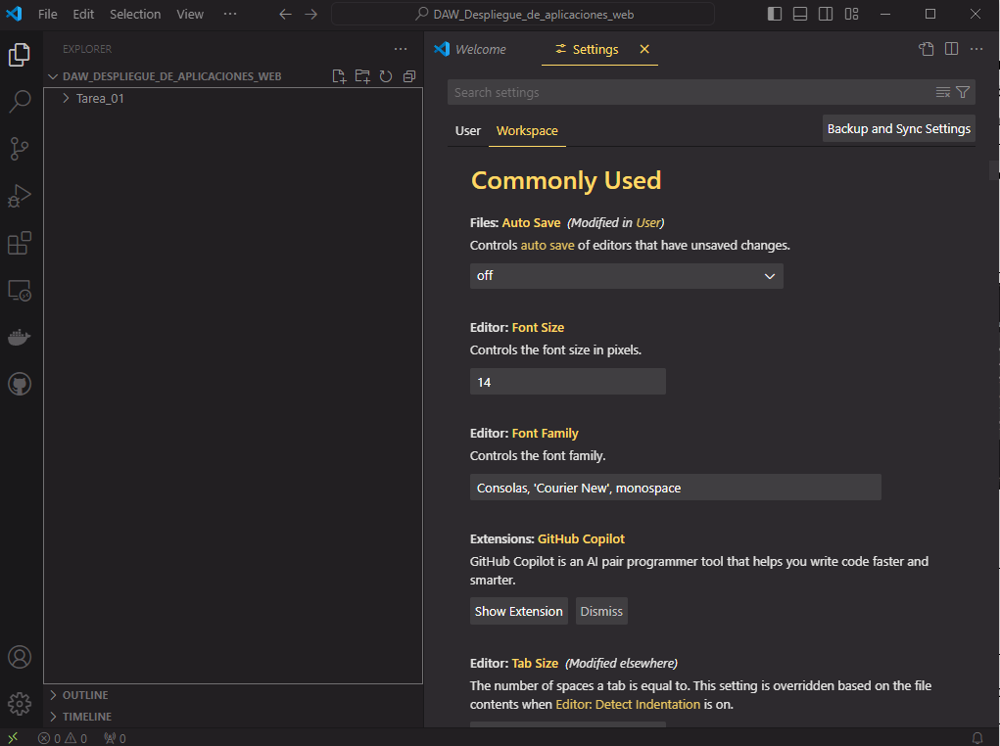 File Edit Selection View ··· DAW_Despliegue_de_aplicaciones_web
EXPLORER ···
DAW_DESPLIEGUE_DE_APLICACIONES_WEB
Tarea_01
OUTLINE
TIMELINE
Welcome Settings ···
Search settings
User Workspace Backup and Sync Settings
Commonly Used
Files: Auto Save (Modified in User)
Controls auto save of editors that have unsaved changes.
off
Editor: Font Size
Controls the font size in pixels.
14
Editor: Font Family
Controls the font family.
Consolas, 'Courier New', monospace
Extensions: GitHub Copilot
GitHub Copilot is an AI pair programmer tool that helps you write code faster and
smarter.
Show Extension Dismiss
Editor: Tab Size (Modified elsewhere)
The number of spaces a tab is equal to. This setting is overridden based on the file
contents when Editor: Detect Indentation is on.
0 0 0